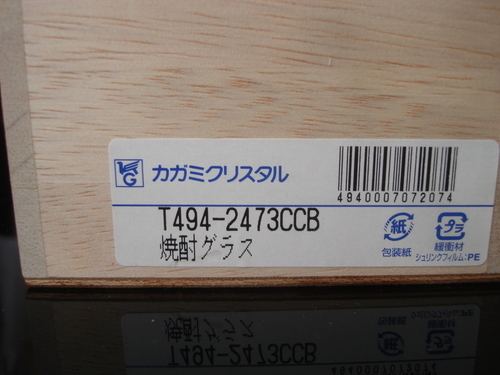 G カガミクリスタル
4940007072074
T494-2473CCB
焼酎グラス
紙
包装紙
プラ
緩衝材
シュリンクフィルム:PE